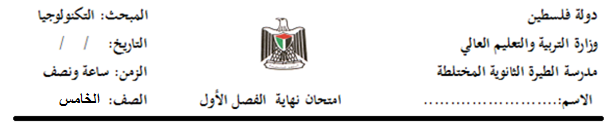 دولة فلسطين المبحث: التكنولوجيا
وزارة التربية والتعليم العالي التاريخ: / /
مدرسة الطيرة الثانوية المختلطة الزمن: ساعة ونصف
الاسم:........................ امتحان نهاية الفصل الأول الصف: الخامس